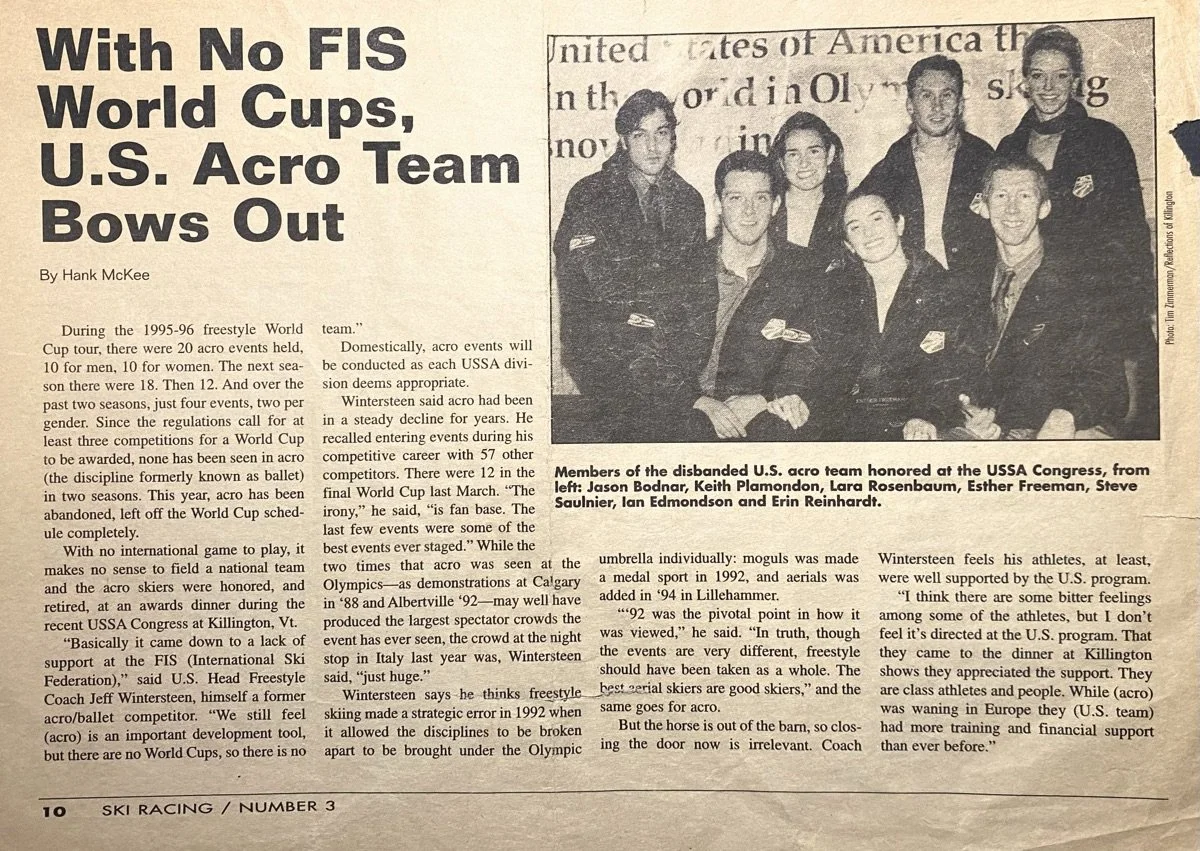 With No FIS
World Cups,
U.S. Acro Team
Bows Out
By Hank McKee
During the 1995-96 freestyle World
Cup tour, there were 20 acro events held,
10 for men, 10 for women. The next sea-
son there were 18. Then 12. And over the
past two seasons, just four events, two per
gender. Since the regulations call for at
least three competitions for a World Cup
to be awarded, none has been seen in acro
(the discipline formerly known as ballet)
in two seasons. This year, acro has been
abandoned, left off the World Cup sched-
ule completely.
With no international game to play, it
makes no sense to field a national team
and the acro skiers were honored, and
retired, at an awards dinner during the
recent USSA Congress at Killington, Vt.
"Basically it came down to a lack of
support at the FIS (International Ski
Federation)," said U.S. Head Freestyle
Coach Jeff Wintersteen, himself a former
acro/ballet competitor. "We still feel
(acro) is an important development tool,
but there are no World Cups, so there is no
team."
Domestically, acro events will
be conducted as each USSA divi-
sion deems appropriate.
Wintersteen said acro had been
in a steady decline for years. He
recalled entering events during his
competitive career with 57 other
competitors. There were 12 in the
final World Cup last March. "The
irony," he said, "is fan base. The
last few events were some of the
best events ever staged." While the
two times that acro was seen at the
Olympics—as demonstrations at Calgary
in '88 and Albertville '92—may well have
produced the largest spectator crowds the
event has ever seen, the crowd at the night
stop in Italy last year was, Wintersteen
said, "just huge."
Wintersteen says he thinks freestyle
skiing made a strategic error in 1992 when
it allowed the disciplines to be broken
apart to be brought under the Olympic
United tates of America th
in th world in Olym sk g
snow
Photo: Tim Zimmerman/Reflections of Killington
Members of the disbanded U.S. acro team honored at the USSA Congress, from
left: Jason Bodnar, Keith Plamondon, Lara Rosenbaum, Esther Freeman, Steve
Saulnier, Ian Edmondson and Erin Reinhardt.
umbrella individually: moguls was made
a medal sport in 1992, and aerials was
added in '94 in Lillehammer.
"'92 was the pivotal point in how it
was viewed," he said. "In truth, though
the events are very different, freestyle
should have been taken as a whole. The
best aerial skiers are good skiers," and the
same goes for acro.
But the horse is out of the barn, so clos-
ing the door now is irrelevant. Coach
Wintersteen feels his athletes, at least,
were well supported by the U.S. program.
"I think there are some bitter feelings
among some of the athletes, but I don't
feel it's directed at the U.S. program. That
they came to the dinner at Killington
shows they appreciated the support. They
are class athletes and people. While (acro)
was waning in Europe they (U.S. team)
had more training and financial support
than ever before."
10 SKI RACING / NUMBER 3